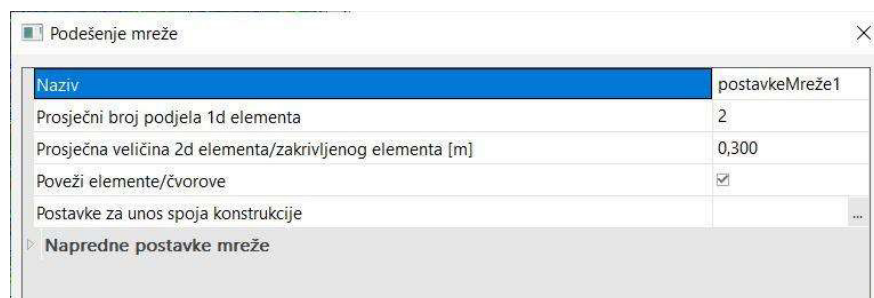 Podešenje mreže
Naziv postavkeMreže1
Prosječni broj podjela 1d elementa 2
Prosječna veličina 2d elementa/zakrivljenog elementa [m] 0,300
Poveži elemente/čvorove
Postavke za unos spoja konstrukcije ...
Napredne postavke mreže